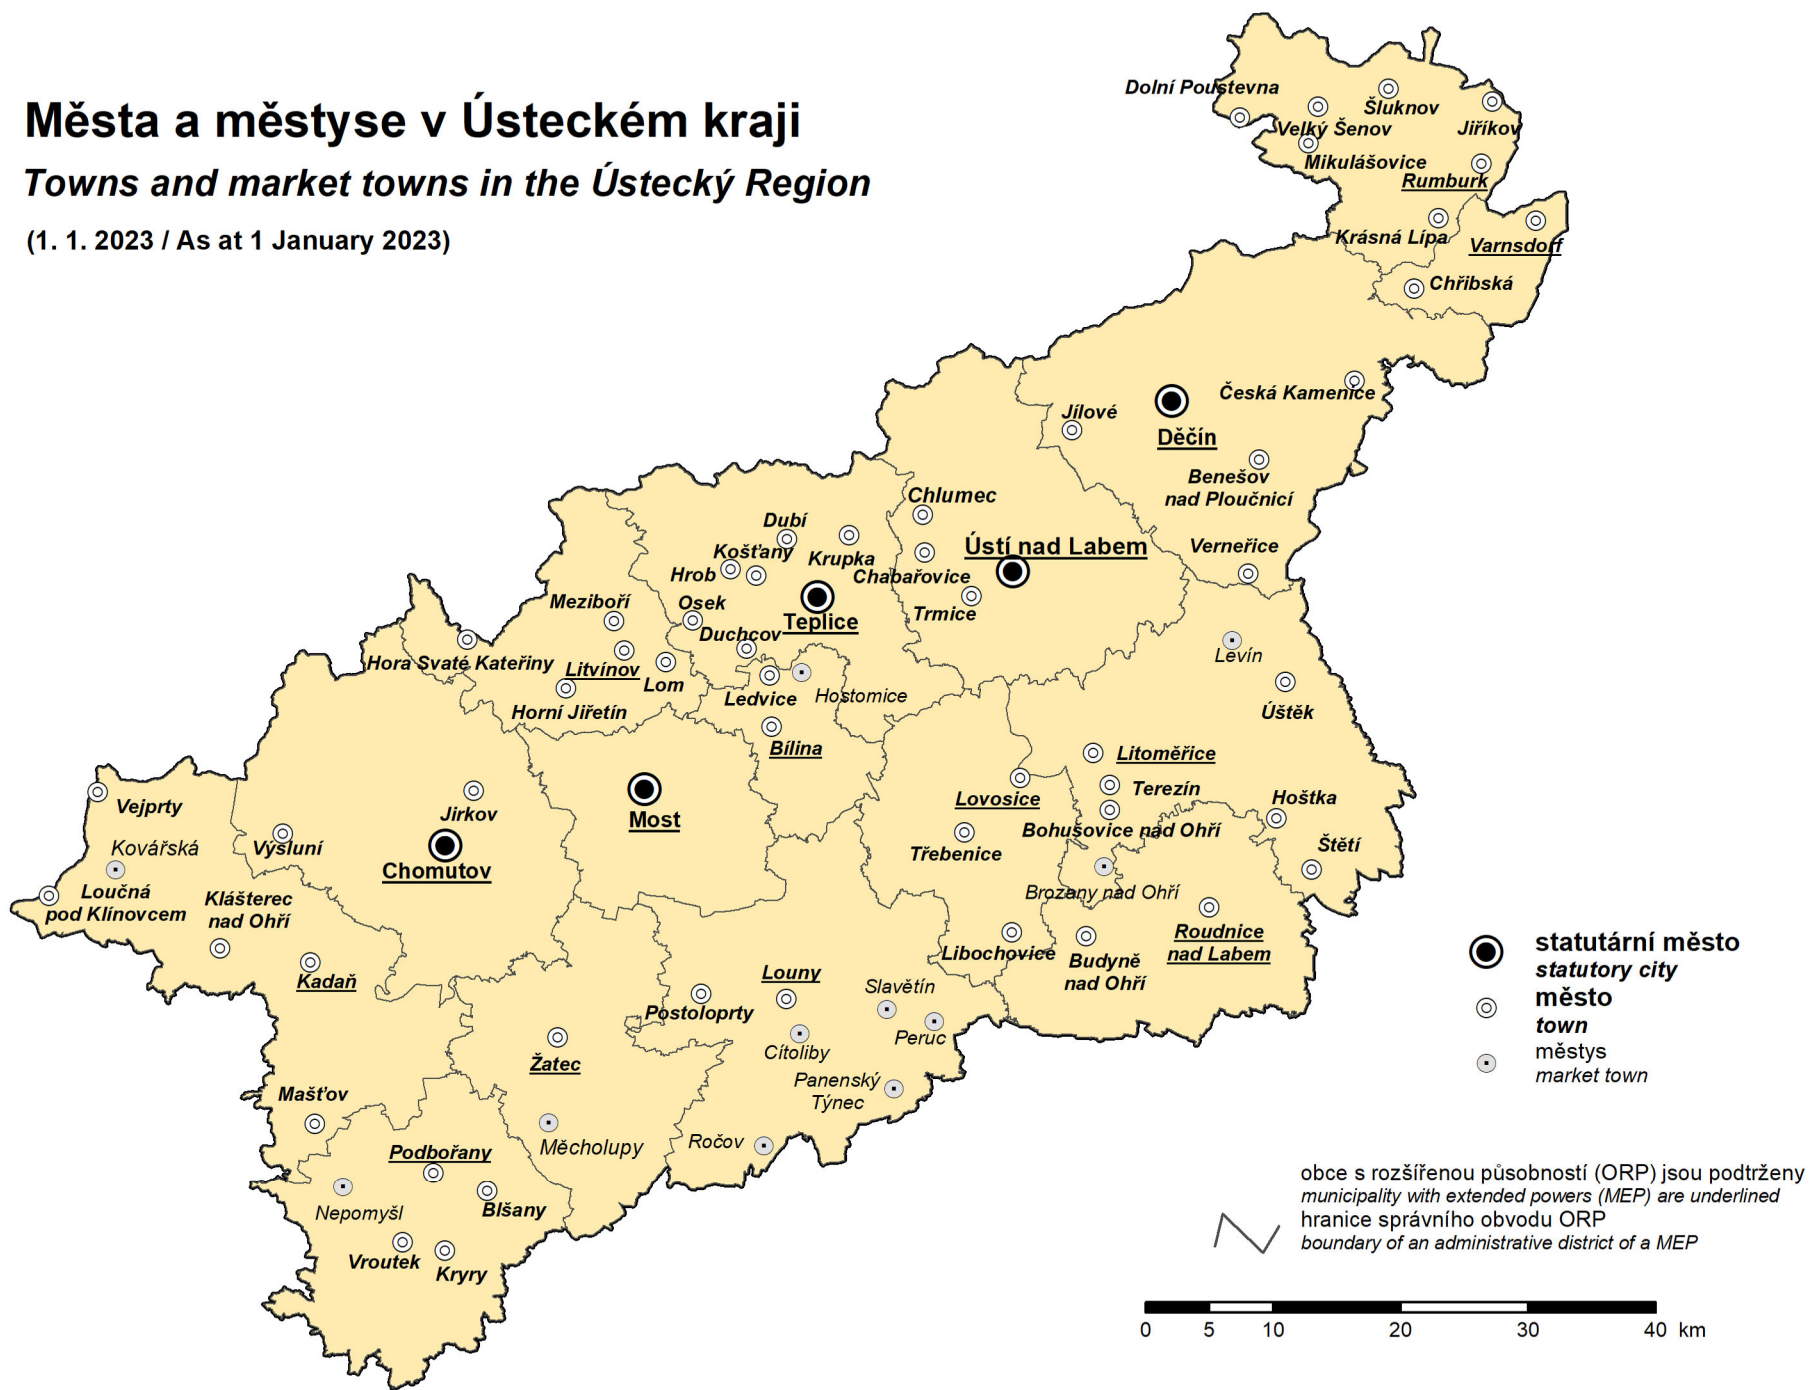 Města a městyse v Ústeckém kraji
Towns and market towns in the Ústecký Region
(1. 1. 2023 / As at 1 January 2023)
Dolní Poustevna
Šluknov
Velký Šenov
Jiříkov
Mikulášovice
Rumburk
Krásná Lípa
Varnsdorf
Chřibská
Česká Kamenice
Jílové
Děčín
Benešov
nad Ploučnicí
Verneřice
Chlumec
Ústí nad Labem
Chabařovice
Trmice
Dubí
Košťany
Krupka
Hrob
Osek
Teplice
Duchcov
Meziboří
Hora Svaté Kateřiny
Litvínov
Lom
Horní Jiřetín
Ledvice
Hostomice
Bílina
Levín
Úštěk
Litoměřice
Terezín
Lovosice
Bohušovice nad Ohří
Hoštka
Třebenice
Štětí
Brozany nad Ohří
Roudnice
nad Labem
Libochovice
Budyně
nad Ohří
Vejprty
Kovářská
Loučná
pod Klínovcem
Výsluní
Jirkov
Chomutov
Most
Klášterec
nad Ohří
Kadaň
Louny
Postoloprty
Slavětín
Peruc
Cítoliby
Panenský
Týnec
Ročov
Žatec
Měcholupy
Mašťov
Podbořany
Nepomyšl
Blšany
Vroutek
Kryry
statutární město
statutory city
město
town
městys
market town
obce s rozšířenou působností (ORP) jsou podtrženy
municipality with extended powers (MEP) are underlined
hranice správního obvodu ORP
boundary of an administrative district of a MEP
0 5 10 20 30 40 km